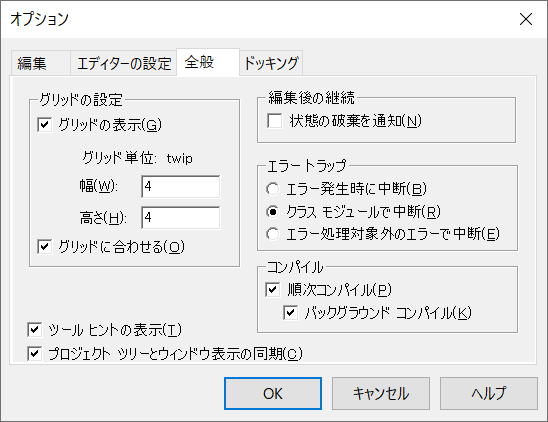 オプション
編集
エディターの設定
全般
ドッキング
グリッドの設定
グリッドの表示(G)
グリッド単位: twip
幅(W): 4
高さ(H): 4
グリッドに合わせる(O)
編集後の継続
状態の破棄を通知(N)
エラー トラップ
エラー発生時に中断(B)
クラス モジュールで中断(R)
エラー処理対象外のエラーで中断(E)
コンパイル
順次コンパイル(P)
バックグラウンド コンパイル(K)
ツール ヒントの表示(T)
プロジェクト ツリーとウィンドウ表示の同期(C)
OK
キャンセル
ヘルプ